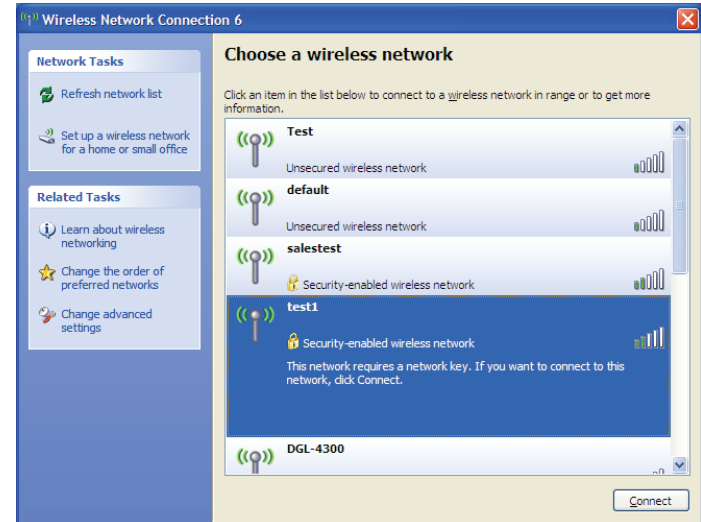 Wireless Network Connection 6
Network Tasks
Refresh network list
Set up a wireless network
for a home or small office
Related Tasks
Learn about wireless
networking
Change the order of
preferred networks
Change advanced
settings
Choose a wireless network
Click an item in the list below to connect to a wireless network in range or to get more
information.
Test
Unsecured wireless network
default
Unsecured wireless network
salestest
Security-enabled wireless network
test1
Security-enabled wireless network
This network requires a network key. If you want to connect to this
network, click Connect.
DGL-4300
Connect